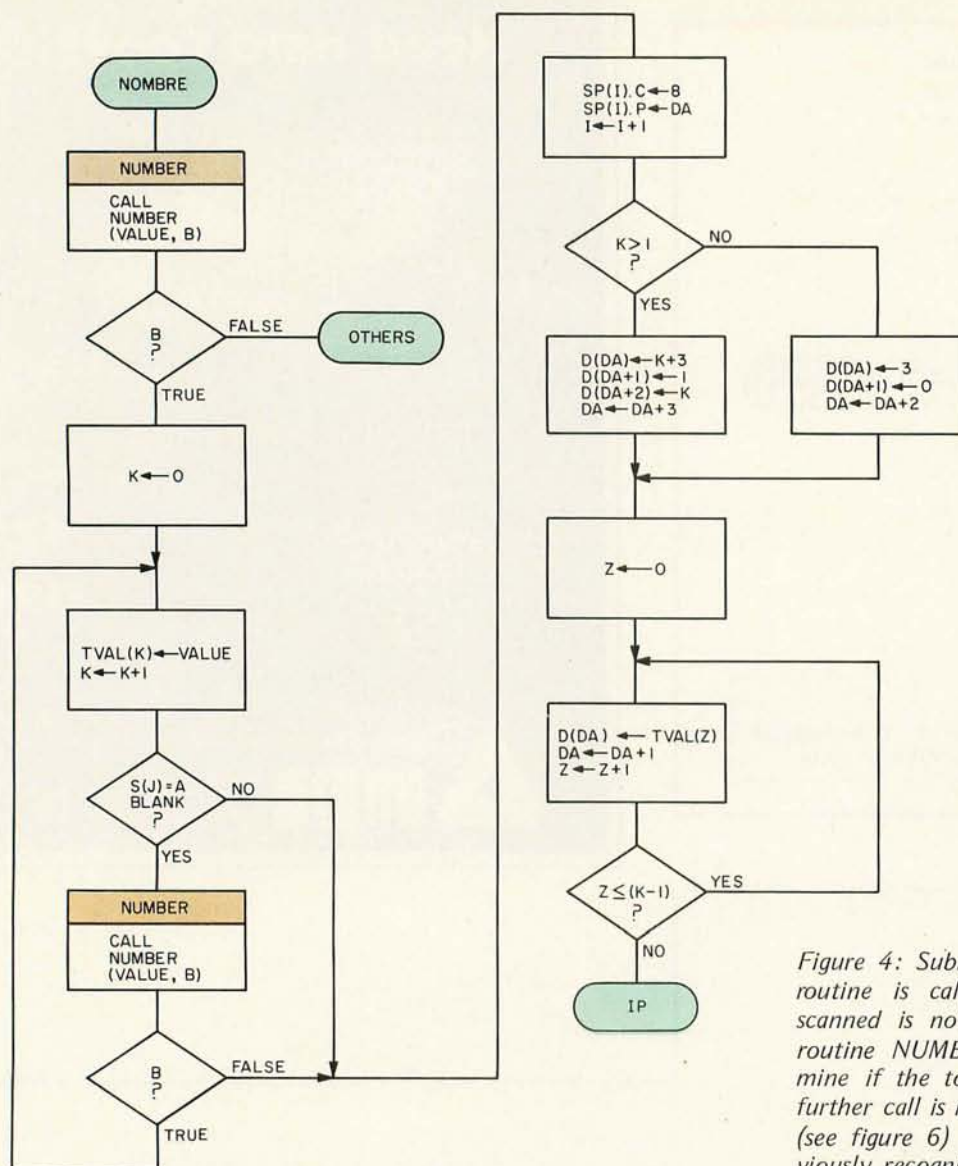 NOMBRE
NUMBER
CALL
NUMBER
(VALUE, B)
B
?
FALSE
OTHERS
TRUE
K←0
TVAL(K)←VALUE
K←K+1
S(J)=A
BLANK
?
NO
YES
NUMBER
CALL
NUMBER
(VALUE, B)
B
?
FALSE
TRUE
SP(I).C←8
SP(I).P←DA
I←I+1
K>1
?
NO
YES
D(DA)←K+3
D(DA+1)←1
D(DA+2)←K
DA←DA+3
D(DA)←3
D(DA+1)←0
DA←DA+2
Z←0
D(DA)←TVAL(Z)
DA←DA+1
Z←Z+1
Z≤(K-1)
?
YES
NO
IP
Figure 4: Sub
routine is cal
scanned is no
routine NUMB
mine if the to
further call is
(see figure 6)
viously recogn